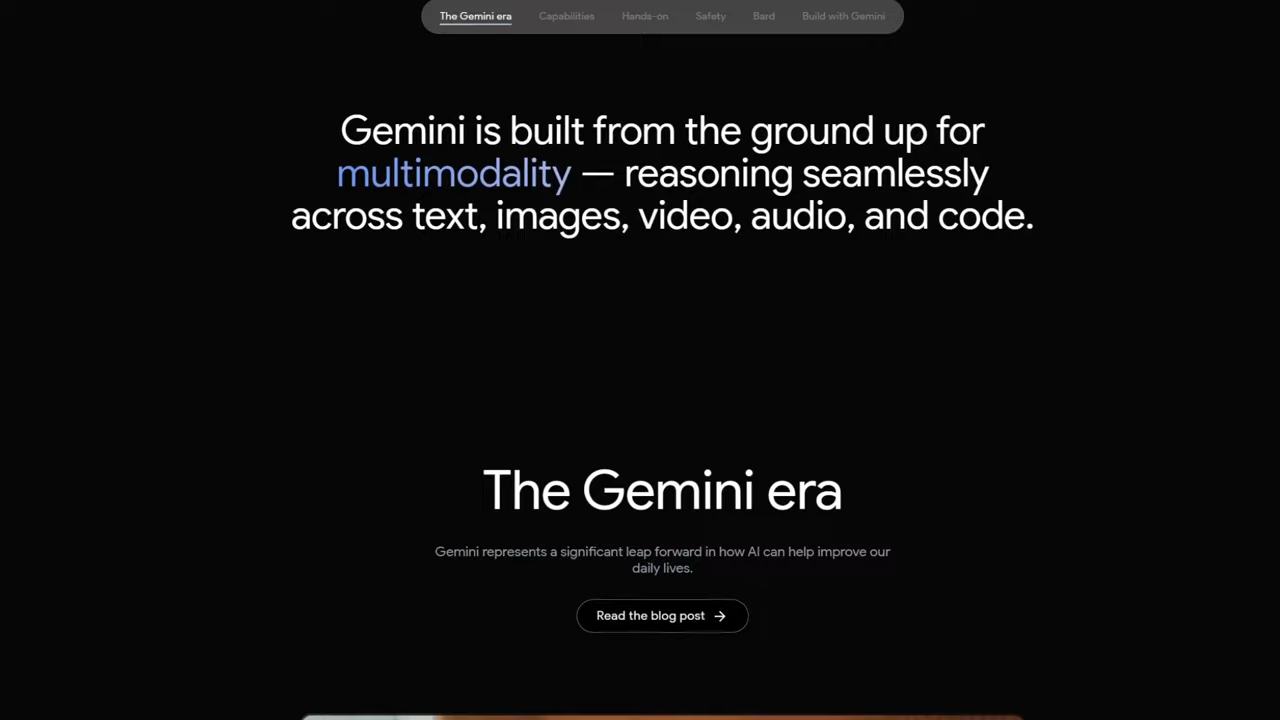 The Gemini era Capabilities Hands-on Safety Bard Build with Gemini
Gemini is built from the ground up for
multimodality — reasoning seamlessly
across text, images, video, audio, and code.
The Gemini era
Gemini represents a significant leap forward in how AI can help improve our
daily lives.
Read the blog post